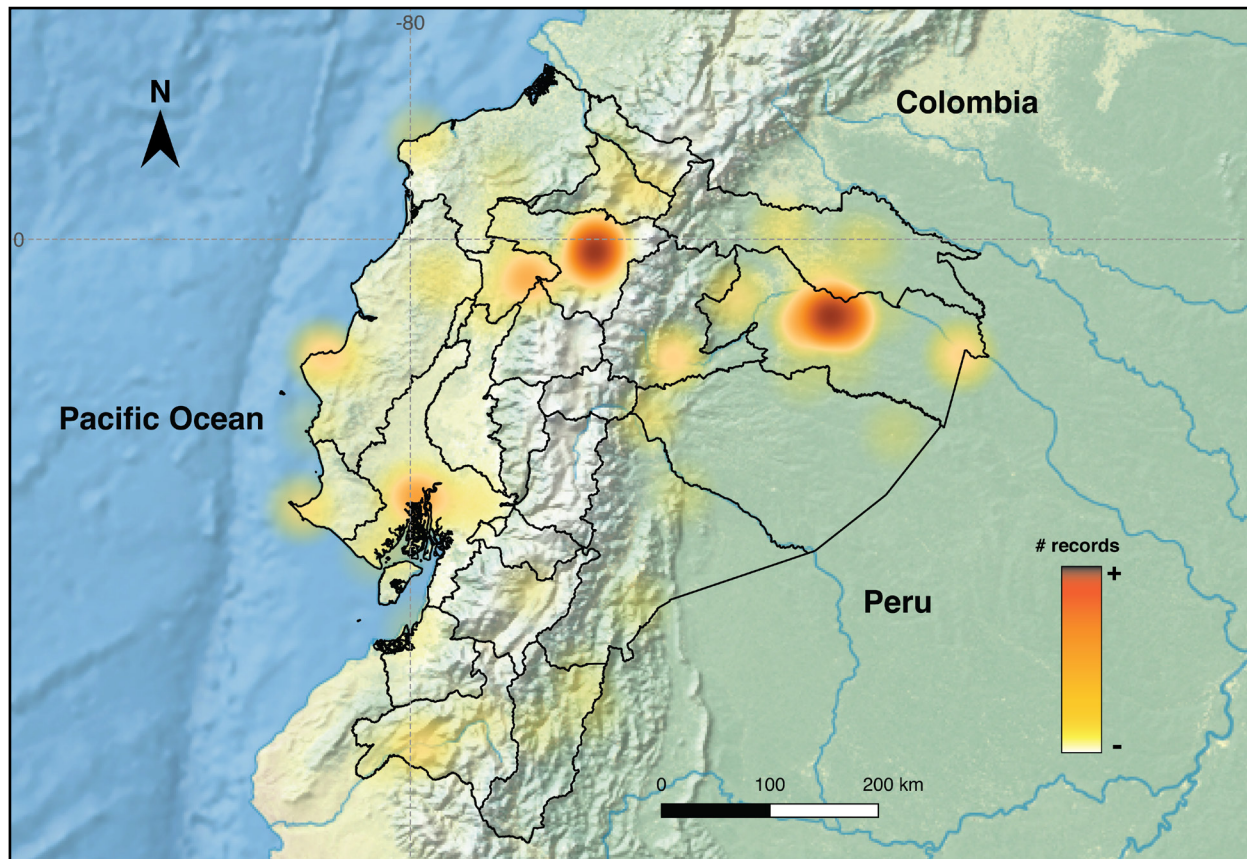 -80
N
Colombia
0
Pacific Ocean
# records
+
-
Peru
0 100 200 km